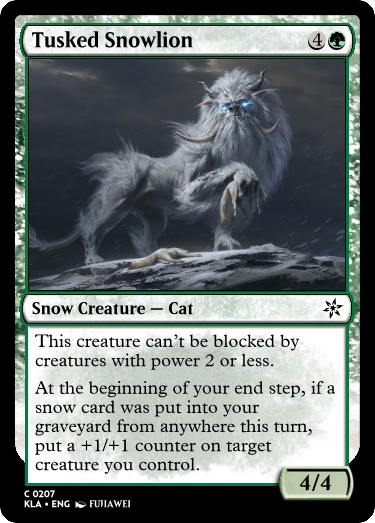 Tusked Snowlion 4
Snow Creature — Cat
This creature can't be blocked by
creatures with power 2 or less.
At the beginning of your end step, if a
snow card was put into your
graveyard from anywhere this turn,
put a +1/+1 counter on target
creature you control.
4/4
C 0207
KLA • ENG FUJIAWEI